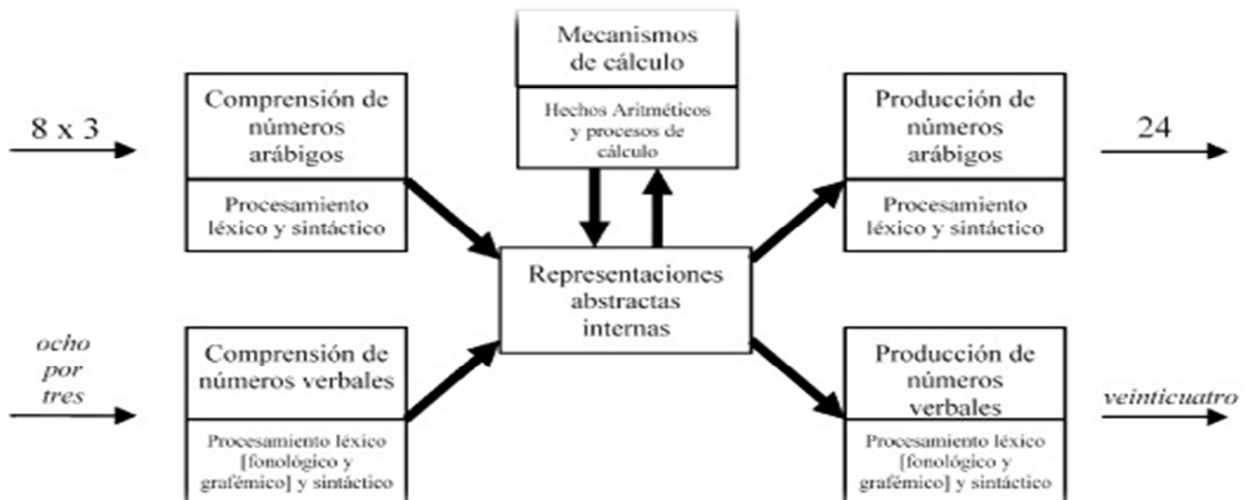 8 x 3
Comprensión de
números
arábigos
Procesamiento
léxico y sintáctico
ocho
por
tres
Comprensión de
números verbales
Procesamiento léxico
[fonológico y
grafémico] y sintáctico
Mecanismos
de cálculo
Hechos Aritméticos
y procesos de
cálculo
Representaciones
abstractas
internas
Producción de
números
arábigos
Procesamiento
léxico y sintáctico
24
Producción de
números
verbales
Procesamiento léxico
[fonológico y
grafémico] y sintáctico
veinticuatro